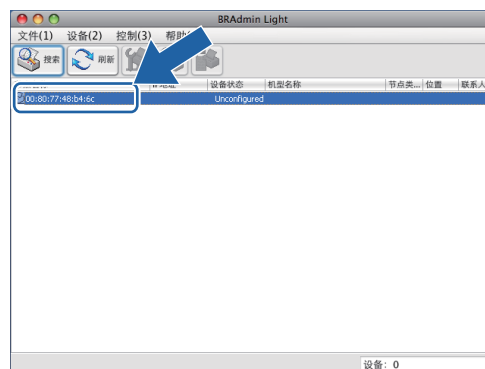 BRAdmin Light
文件(1) 设备(2) 控制(3)
搜索 刷新
设备状态 机型名称 节点类... 位置 联系人
00:80:77:48:b4:6c Unconfigured
设备: 0